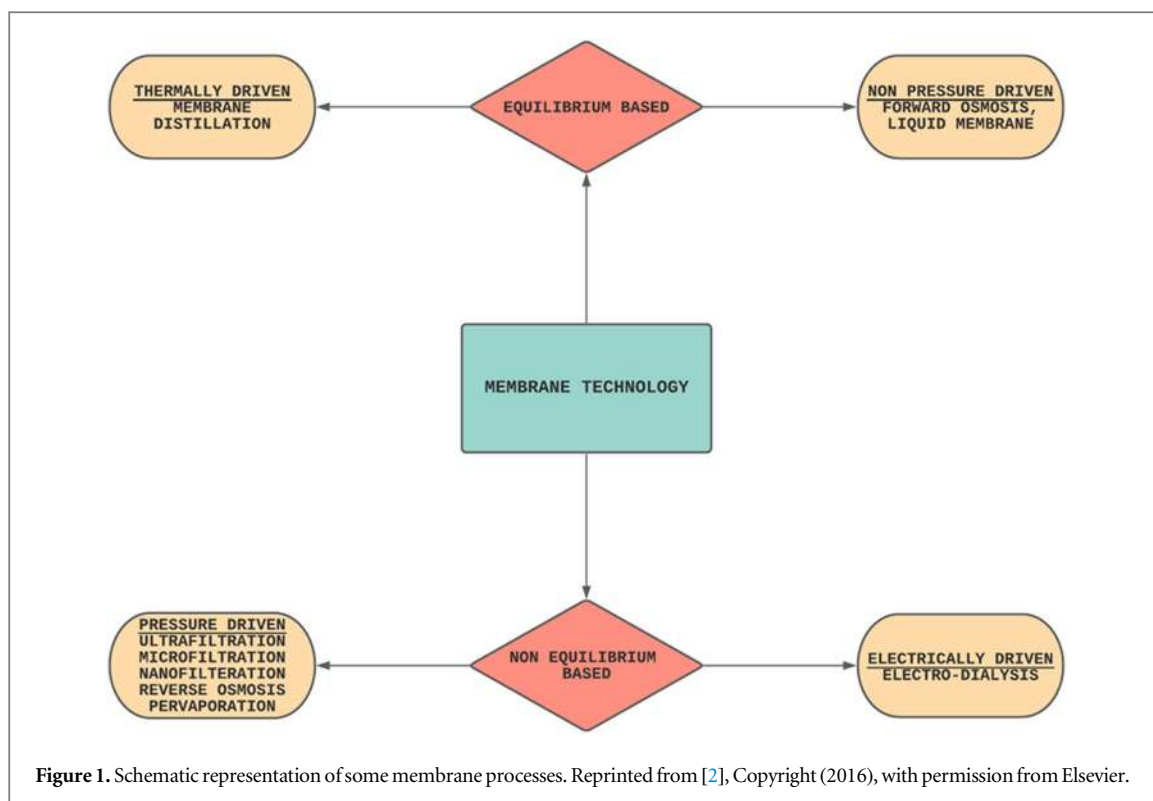 THERMALLY DRIVEN
MEMBRANE
DISTILLATION
EQUILIBRIUM BASED
NON PRESSURE DRIVEN
FORWARD OSMOSIS,
LIQUID MEMBRANE
MEMBRANE TECHNOLOGY
PRESSURE DRIVEN
ULTRAFILTRATION
MICROFILTRATION
NANOFILTERATION
REVERSE OSMOSIS
PERVAPORATION
NON EQUILIBRIUM
BASED
ELECTRICALLY DRIVEN
ELECTRO-DIALYSIS
Figure 1. Schematic representation of some membrane processes. Reprinted from [2], Copyright (2016), with permission from Elsevier.